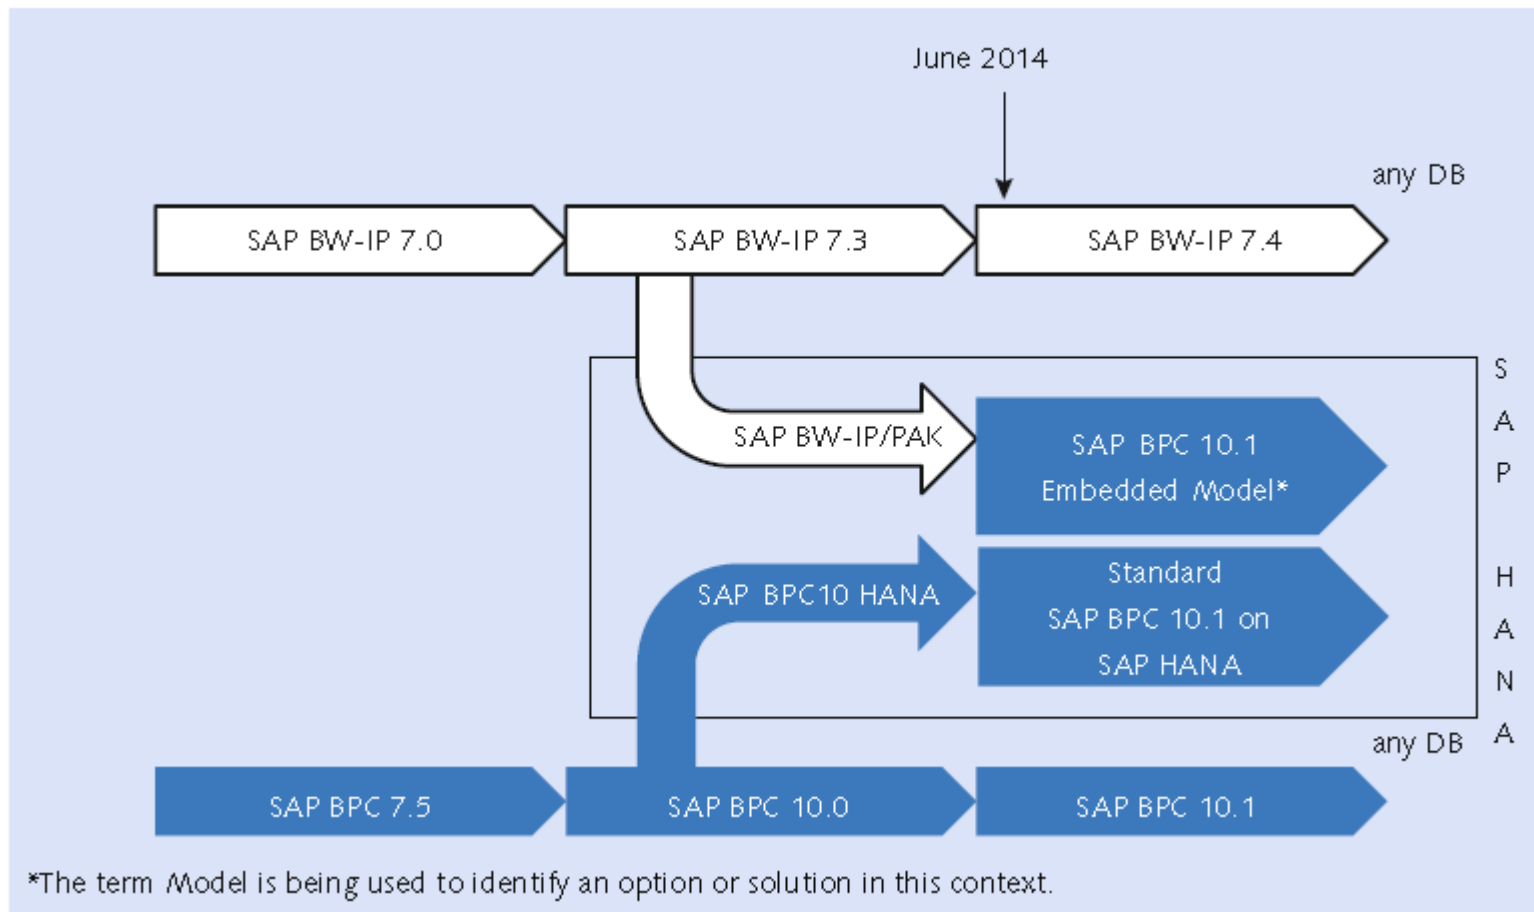 June 2014
any DB
SAP BW-IP 7.0
SAP BW-IP 7.3
SAP BW-IP 7.4
SAP BW-IP/PAK
SAP BPC 10.1
Embedded Model*
SAP BPC10 HANA
Standard
SAP BPC 10.1 on
SAP HANA
SAP HANA
any DB
SAP BPC 7.5
SAP BPC 10.0
SAP BPC 10.1
*The term Model is being used to identify an option or solution in this context.